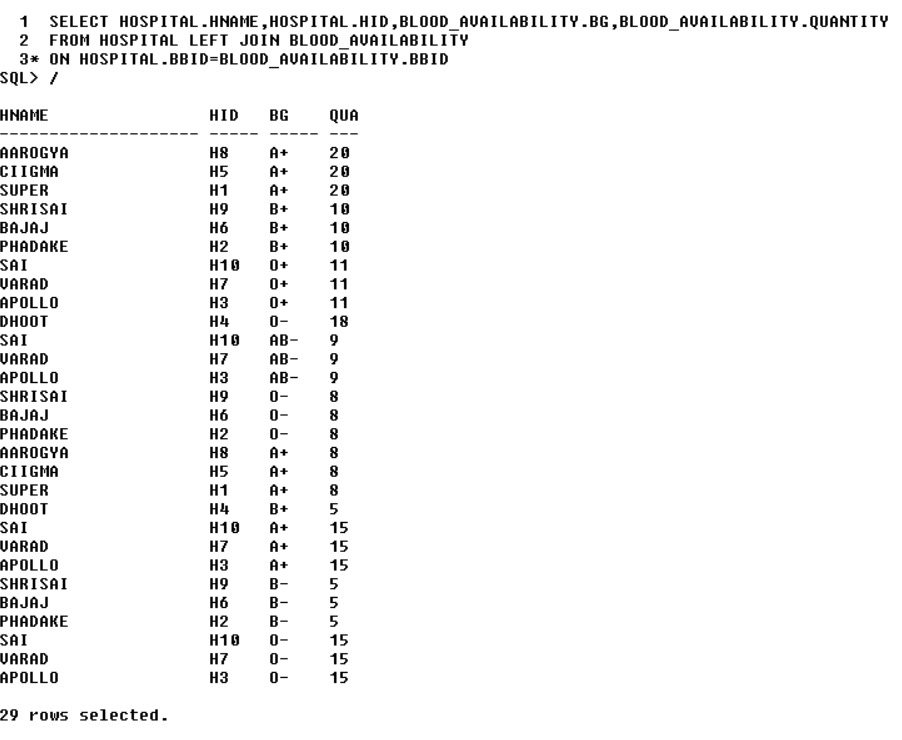 1 SELECT HOSPITAL.HNAME,HOSPITAL.HID,BLOOD_AVAILABILITY.BG,BLOOD_AVAILABILITY.QUANTITY
2 FROM HOSPITAL LEFT JOIN BLOOD_AVAILABILITY
3* ON HOSPITAL.BBID=BLOOD_AVAILABILITY.BBID
SQL> /
HNAME HID BG QUA
-------------------- ----- ----- ---
AAROGYA H8 A+ 20
CIIGMA H5 A+ 20
SUPER H1 A+ 20
SHRISAI H9 B+ 10
BAJAJ H6 B+ 10
PHADAKE H2 B+ 10
SAI H10 O+ 11
VARAD H7 O+ 11
APOLLO H3 O+ 11
DHOOT H4 O- 18
SAI H10 AB- 9
VARAD H7 AB- 9
APOLLO H3 AB- 9
SHRISAI H9 O- 8
BAJAJ H6 O- 8
PHADAKE H2 O- 8
AAROGYA H8 A+ 8
CIIGMA H5 A+ 8
SUPER H1 A+ 8
DHOOT H4 B+ 5
SAI H10 A+ 15
VARAD H7 A+ 15
APOLLO H3 A+ 15
SHRISAI H9 B- 5
BAJAJ H6 B- 5
PHADAKE H2 B- 5
SAI H10 O- 15
VARAD H7 O- 15
APOLLO H3 O- 15
29 rows selected.